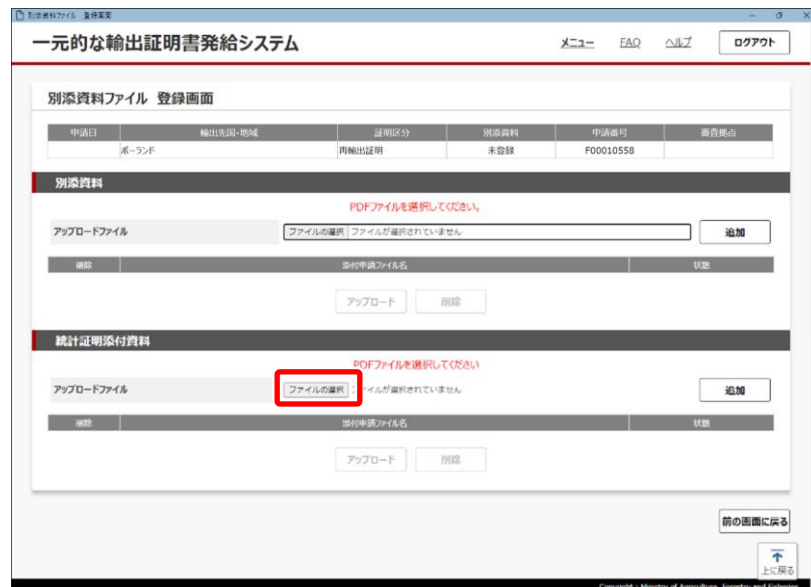 別添資料ファイル 登録画面
一元的な輸出証明書発給システム
メニュー FAQ ヘルプ ログアウト
別添資料ファイル 登録画面
申請日 輸出先国・地域 証明区分 別添資料 申請番号 審査拠点
ポーランド 再輸出証明 未登録 F00010558
別添資料
PDFファイルを選択してください。
アップロードファイル ファイルの選択 ファイルが選択されていません 追加
削除 添付申請ファイル名 状態
アップロード 削除
統計証明添付資料
PDFファイルを選択してください
アップロードファイル ファイルの選択 ファイルが選択されていません 追加
削除 添付申請ファイル名 状態
アップロード 削除
前の画面に戻る
上に戻る
Copyright : Ministry of Agriculture, Forestry and Fisheries